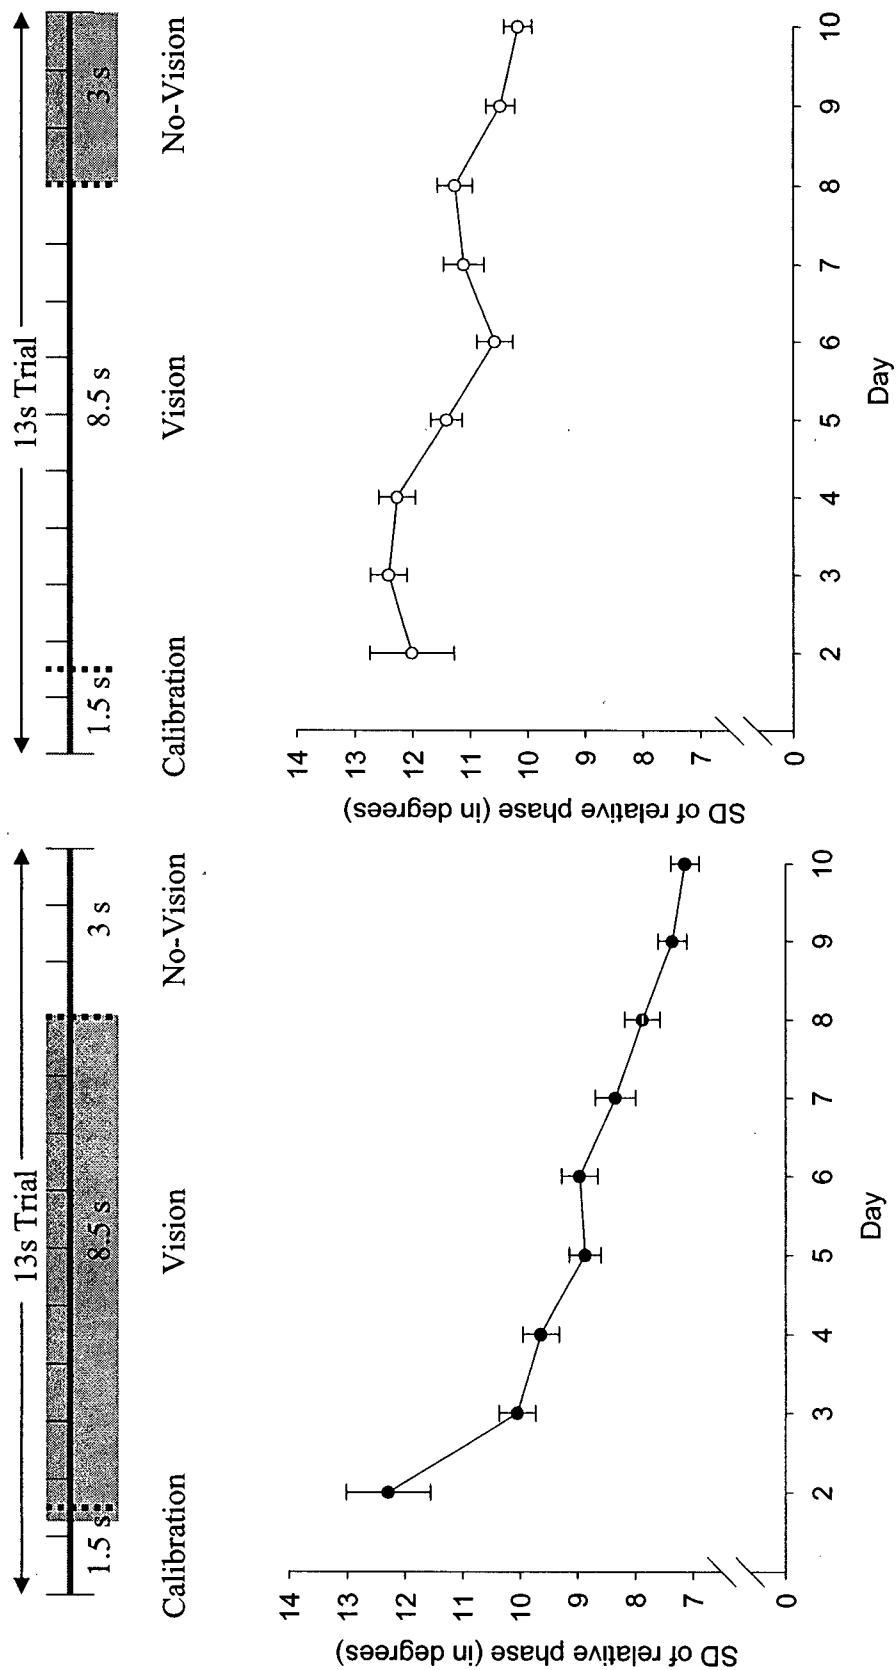 13s Trial
1.5 s
8.5 s
3 s
Calibration
Vision
No-Vision
SD of relative phase (in degrees)
14
13
12
11
10
9
8
7
0
2 3 4 5 6 7 8 9 10
Day
13s Trial
1.5 s
8.5 s
3 s
Calibration
Vision
No-Vision
SD of relative phase (in degrees)
14
13
12
11
10
9
8
7
0
2 3 4 5 6 7 8 9 10
Day